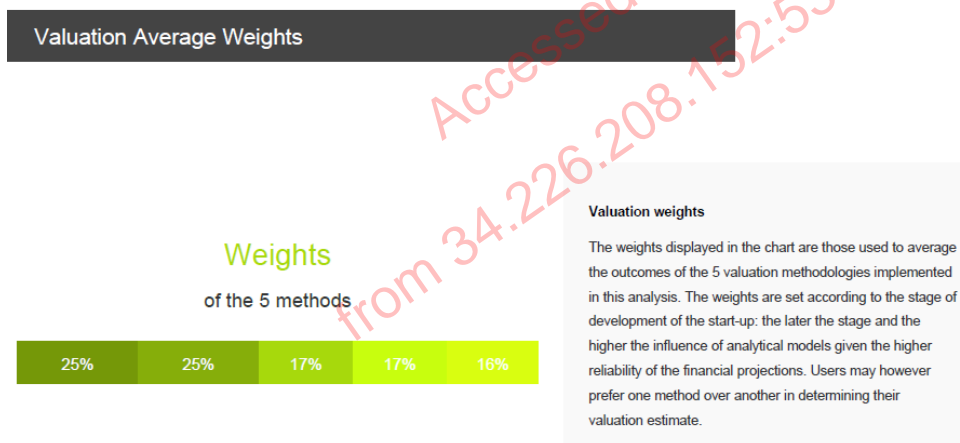 Valuation Average Weights
Accessed
from 34.226.208.152:53
Weights
of the 5 methods
25% 25% 17% 17% 16%
Valuation weights
The weights displayed in the chart are those used to average
the outcomes of the 5 valuation methodologies implemented
in this analysis. The weights are set according to the stage of
development of the start-up: the later the stage and the
higher the influence of analytical models given the higher
reliability of the financial projections. Users may however
prefer one method over another in determining their
valuation estimate.